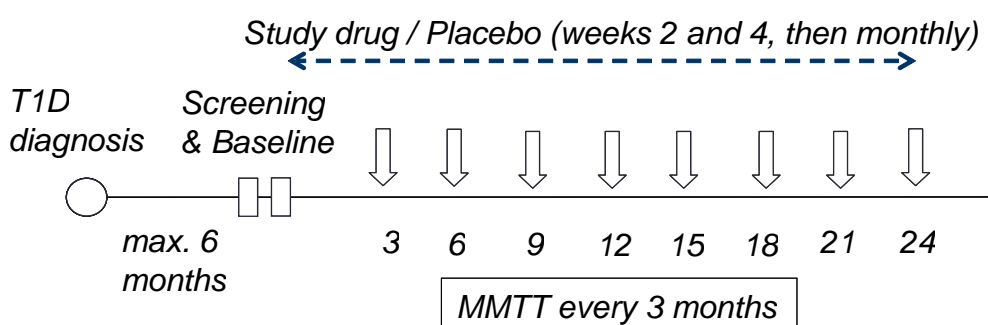 Study drug / Placebo (weeks 2 and 4, then monthly)
T1D
diagnosis
Screening
& Baseline
max. 6
months
3 6 9 12 15 18 21 24
MMTT every 3 months